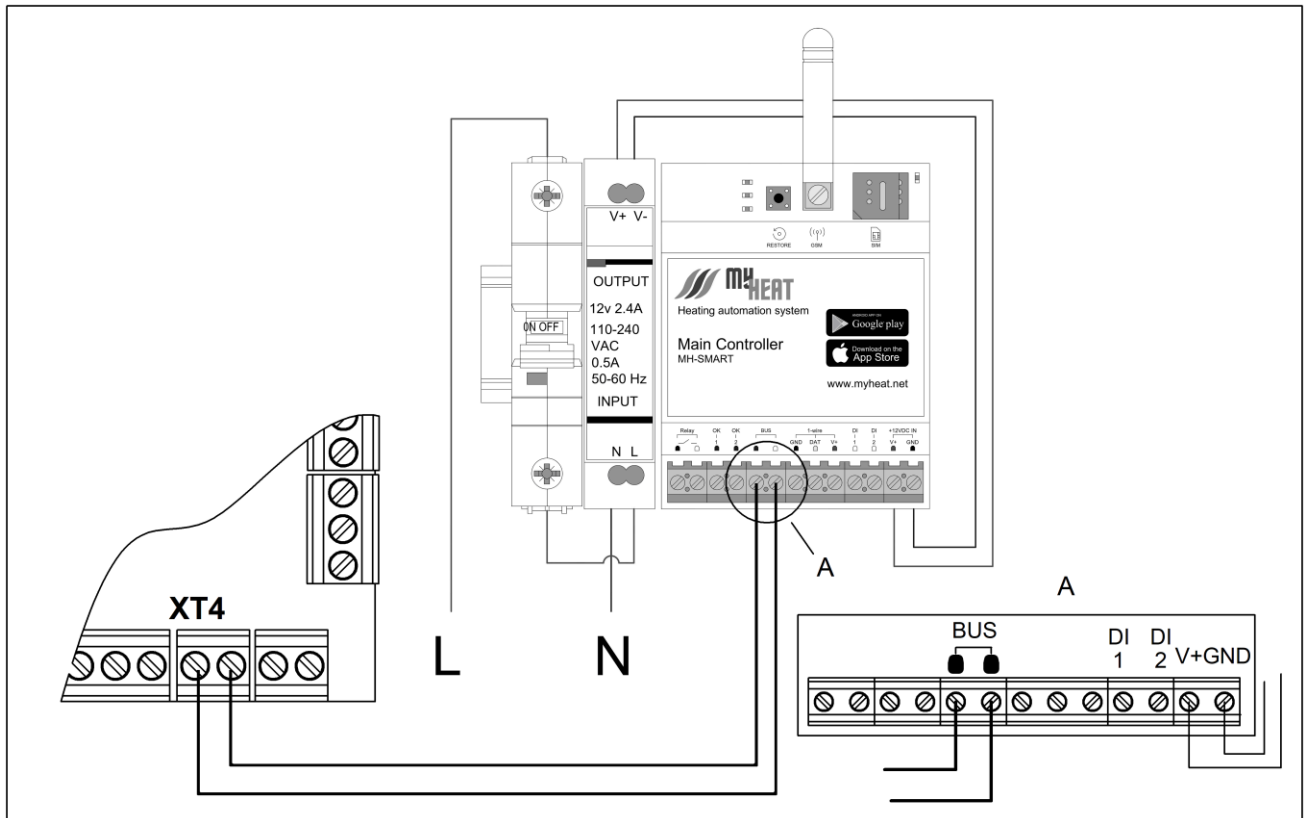 V+ V-
OUTPUT
12v 2.4A
110-240
VAC
0.5A
50-60 Hz
INPUT
N L
ON OFF
RESTORE
GSM
SIM
MY HEAT
Heating automation system
Main Controller
MH-SMART
ANDROID APP ON
Google play
Download on the
App Store
www.myheat.net
Relay OK OK BUS 1-wire DI DI +12VDC IN
1 2 GND DAT V+ 1 2 V+ GND
A
XT4
L
N
A
BUS DI DI
1 2 V+GND